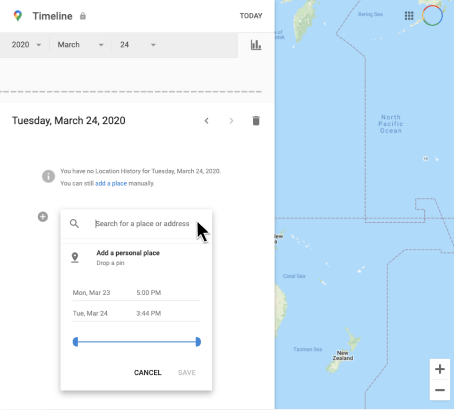 Timeline
TODAY
2020 March 24
Tuesday, March 24, 2020
You have no Location History for Tuesday, March 24, 2020.
You can still add a place manually.
Search for a place or address
Add a personal place
Drop a pin
Mon, Mar 23 5:00 PM
Tue, Mar 24 3:44 PM
CANCEL SAVE
Bering Sea
North
Pacific
Ocean
Coral Sea
Tasman Sea
New
Zealand